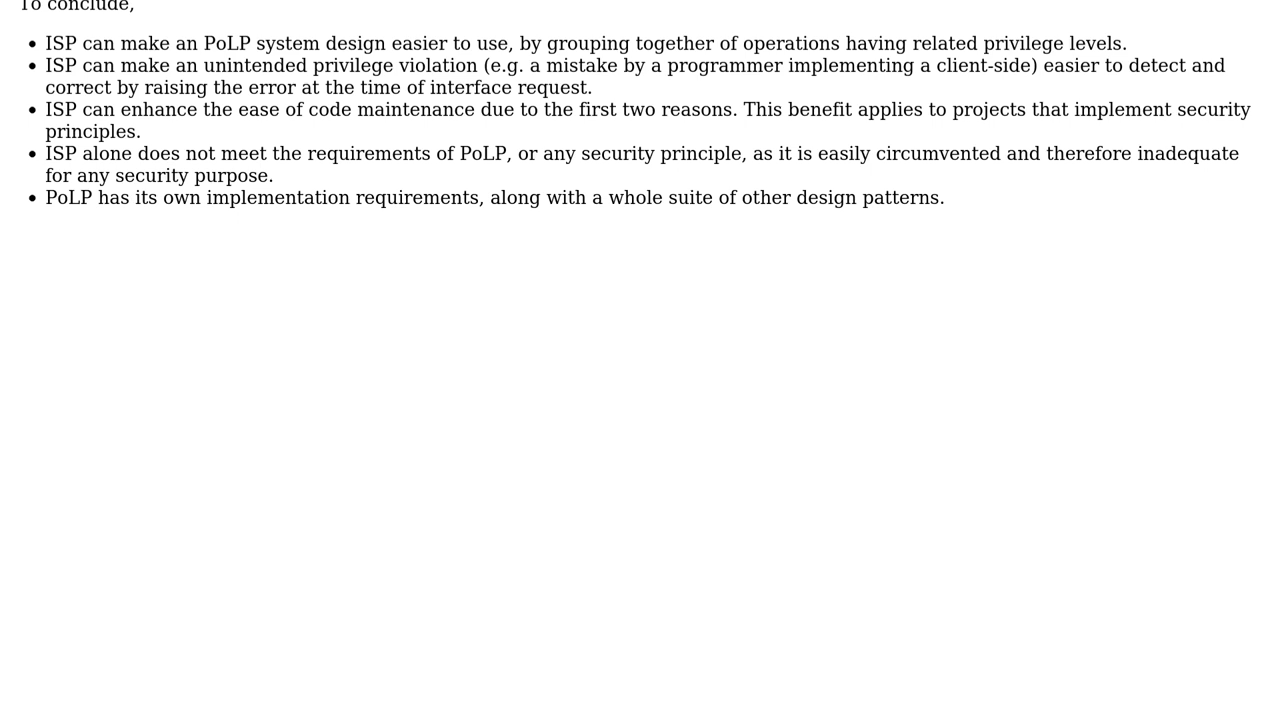 To conclude,
• ISP can make an PoLP system design easier to use, by grouping together of operations having related privilege levels.
• ISP can make an unintended privilege violation (e.g. a mistake by a programmer implementing a client-side) easier to detect and
correct by raising the error at the time of interface request.
• ISP can enhance the ease of code maintenance due to the first two reasons. This benefit applies to projects that implement security
principles.
• ISP alone does not meet the requirements of PoLP, or any security principle, as it is easily circumvented and therefore inadequate
for any security purpose.
• PoLP has its own implementation requirements, along with a whole suite of other design patterns.